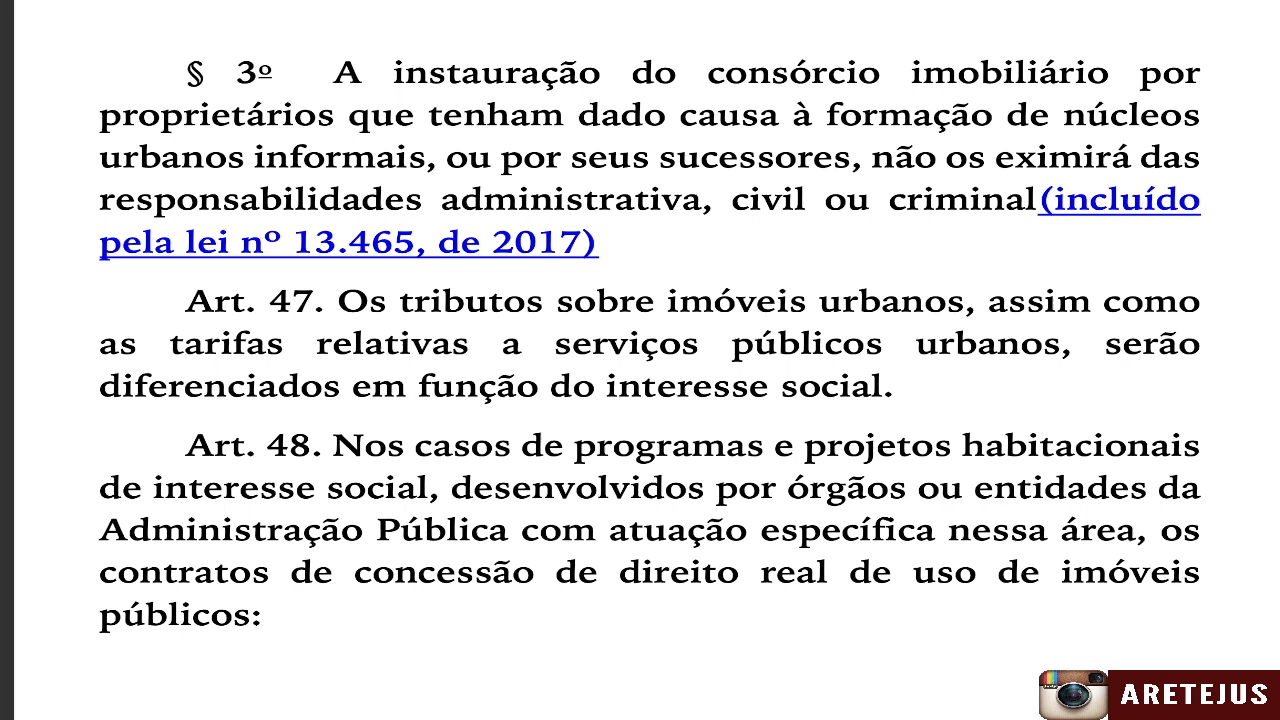 § 3º A instauração do consórcio imobiliário por
proprietários que tenham dado causa à formação de núcleos
urbanos informais, ou por seus sucessores, não os eximirá das
responsabilidades administrativa, civil ou criminal(incluído
pela lei nº 13.465, de 2017)
Art. 47. Os tributos sobre imóveis urbanos, assim como
as tarifas relativas a serviços públicos urbanos, serão
diferenciados em função do interesse social.
Art. 48. Nos casos de programas e projetos habitacionais
de interesse social, desenvolvidos por órgãos ou entidades da
Administração Pública com atuação específica nessa área, os
contratos de concessão de direito real de uso de imóveis
públicos:
ARETEJUS